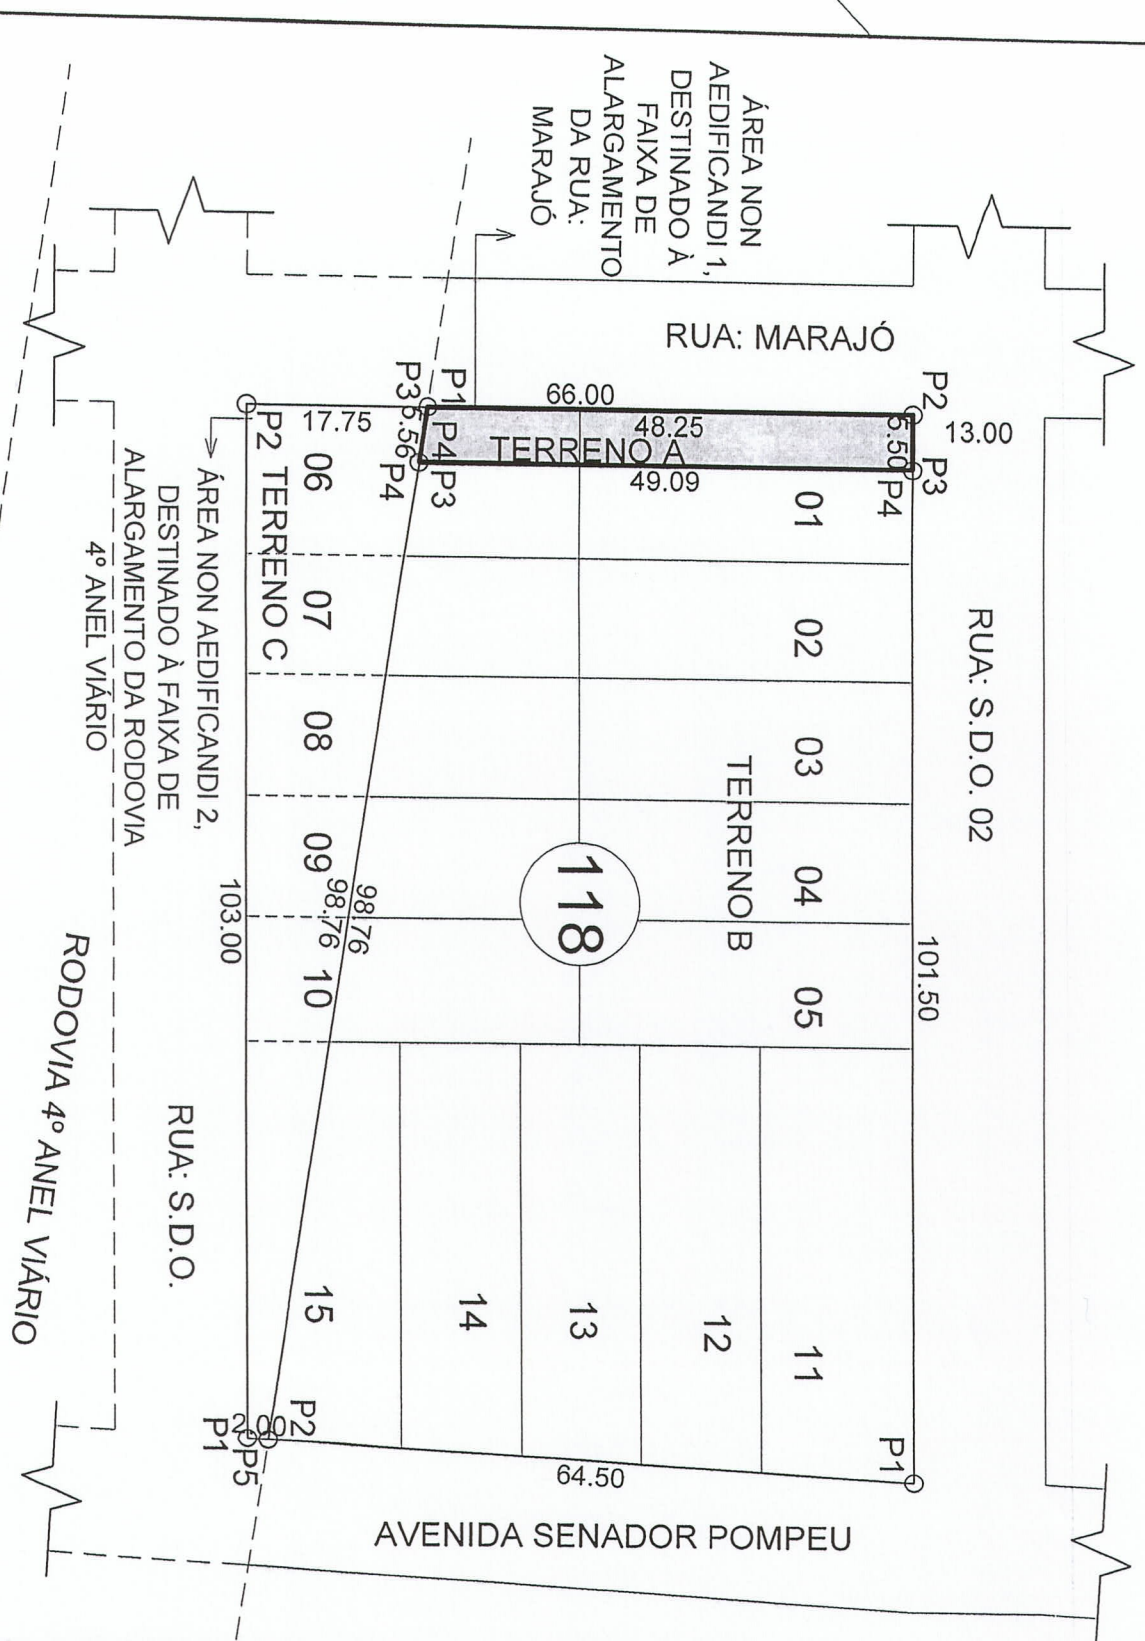 ÁREA NON
AEDIFICANDI 1,
DESTINADO À
FAIXA DE
ALARGAMENTO
DA RUA:
MARAJÓ
RUA: MARAJÓ
P2
13.00
P3
5.50
P4
66.00
48.25
TERRENO A
49.09
P1
P3
5.56
P4
P3
P4
17.75
P2
TERRENO C
ÁREA NON AEDIFICANDI 2,
DESTINADO À FAIXA DE
ALARGAMENTO DA RODOVIA
4º ANEL VIÁRIO
RUA: S.D.O. 02
01
02
03
04
05
TERRENO B
118
101.50
06
07
08
09
10
98.76
98.76
103.00
11
12
13
14
15
RODOVIA 4º ANEL VIÁRIO
RUA: S.D.O.
P1
P2
2.00
P1
P5
64.50
AVENIDA SENADOR POMPEU